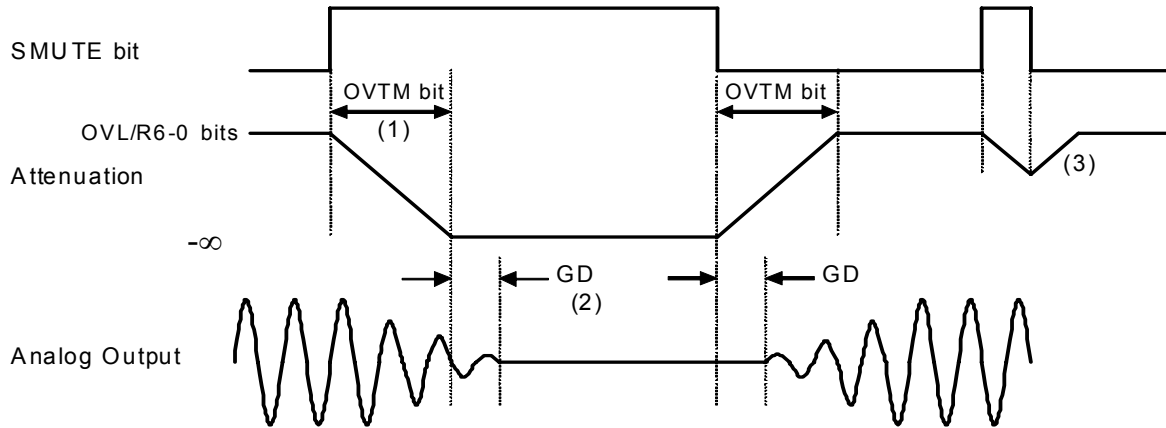 SMUTE bit
OVTM bit
OVTM bit
(1)
OVL/R6-0 bits
(3)
Attenuation
-∞
GD
GD
(2)
Analog Output